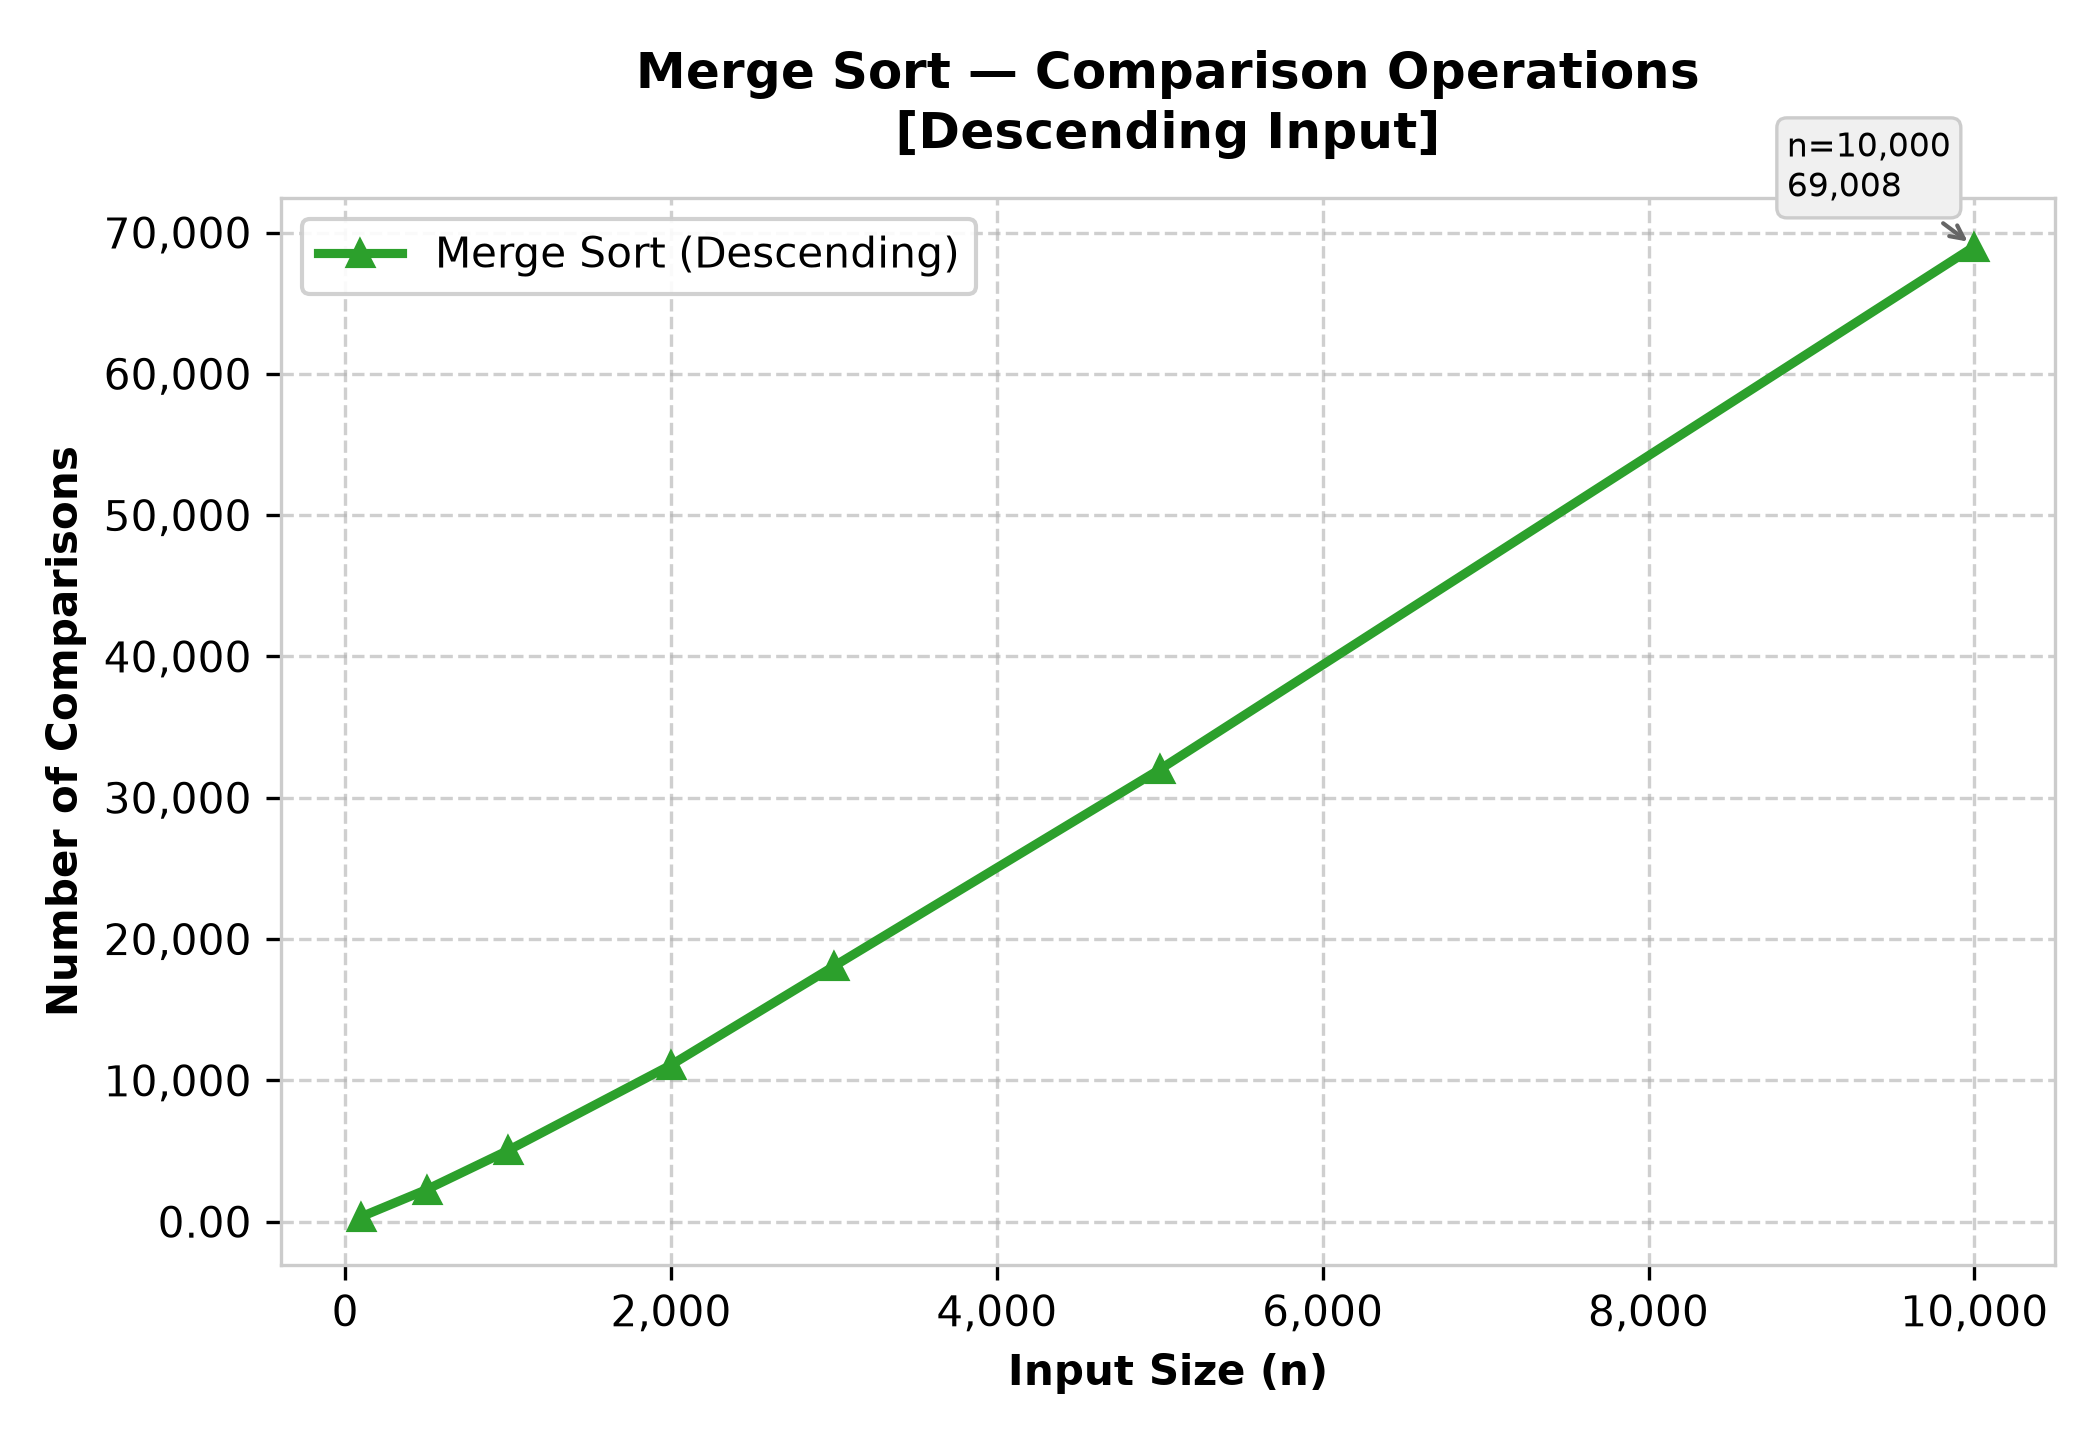 Merge Sort — Comparison Operations
[Descending Input]
n=10,000
69,008
Merge Sort (Descending)
Number of Comparisons
70,000
60,000
50,000
40,000
30,000
20,000
10,000
0.00
0
2,000
4,000
6,000
8,000
10,000
Input Size (n)